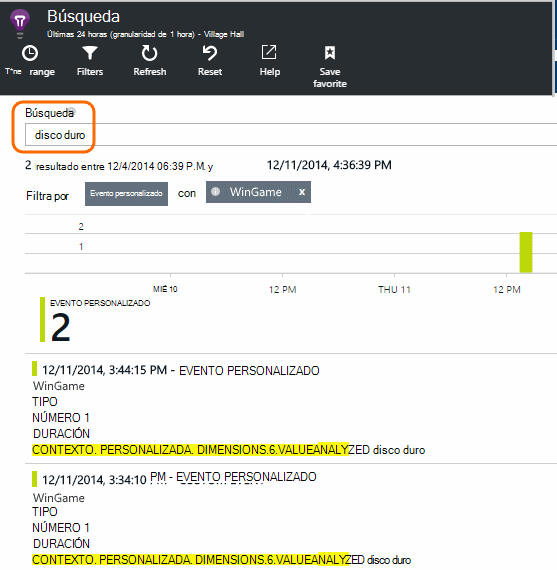 Búsqueda
Últimas 24 horas (granularidad de 1 hora) - Village Hall
T*ne range Filters Refresh Reset Help Save favorite
Búsqueda
disco duro
2 resultado entre 12/4/2014 06:39 P.M. y 12/11/2014, 4:36:39 PM
Filtra por Evento personalizado con WinGame x
2
1
MIÉ 10 12 PM THU 11 12 PM
EVENTO PERSONALIZADO
2
12/11/2014, 3:44:15 PM - EVENTO PERSONALIZADO
WinGame
TIPO
NÚMERO 1
DURACIÓN
CONTEXTO. PERSONALIZADA. DIMENSIONS.6.VALUEANALYZED disco duro
12/11/2014, 3:34:10 PM - EVENTO PERSONALIZADO
WinGame
TIPO
NÚMERO 1
DURACIÓN
CONTEXTO. PERSONALIZADA. DIMENSIONS.6.VALUEANALYZED disco duro